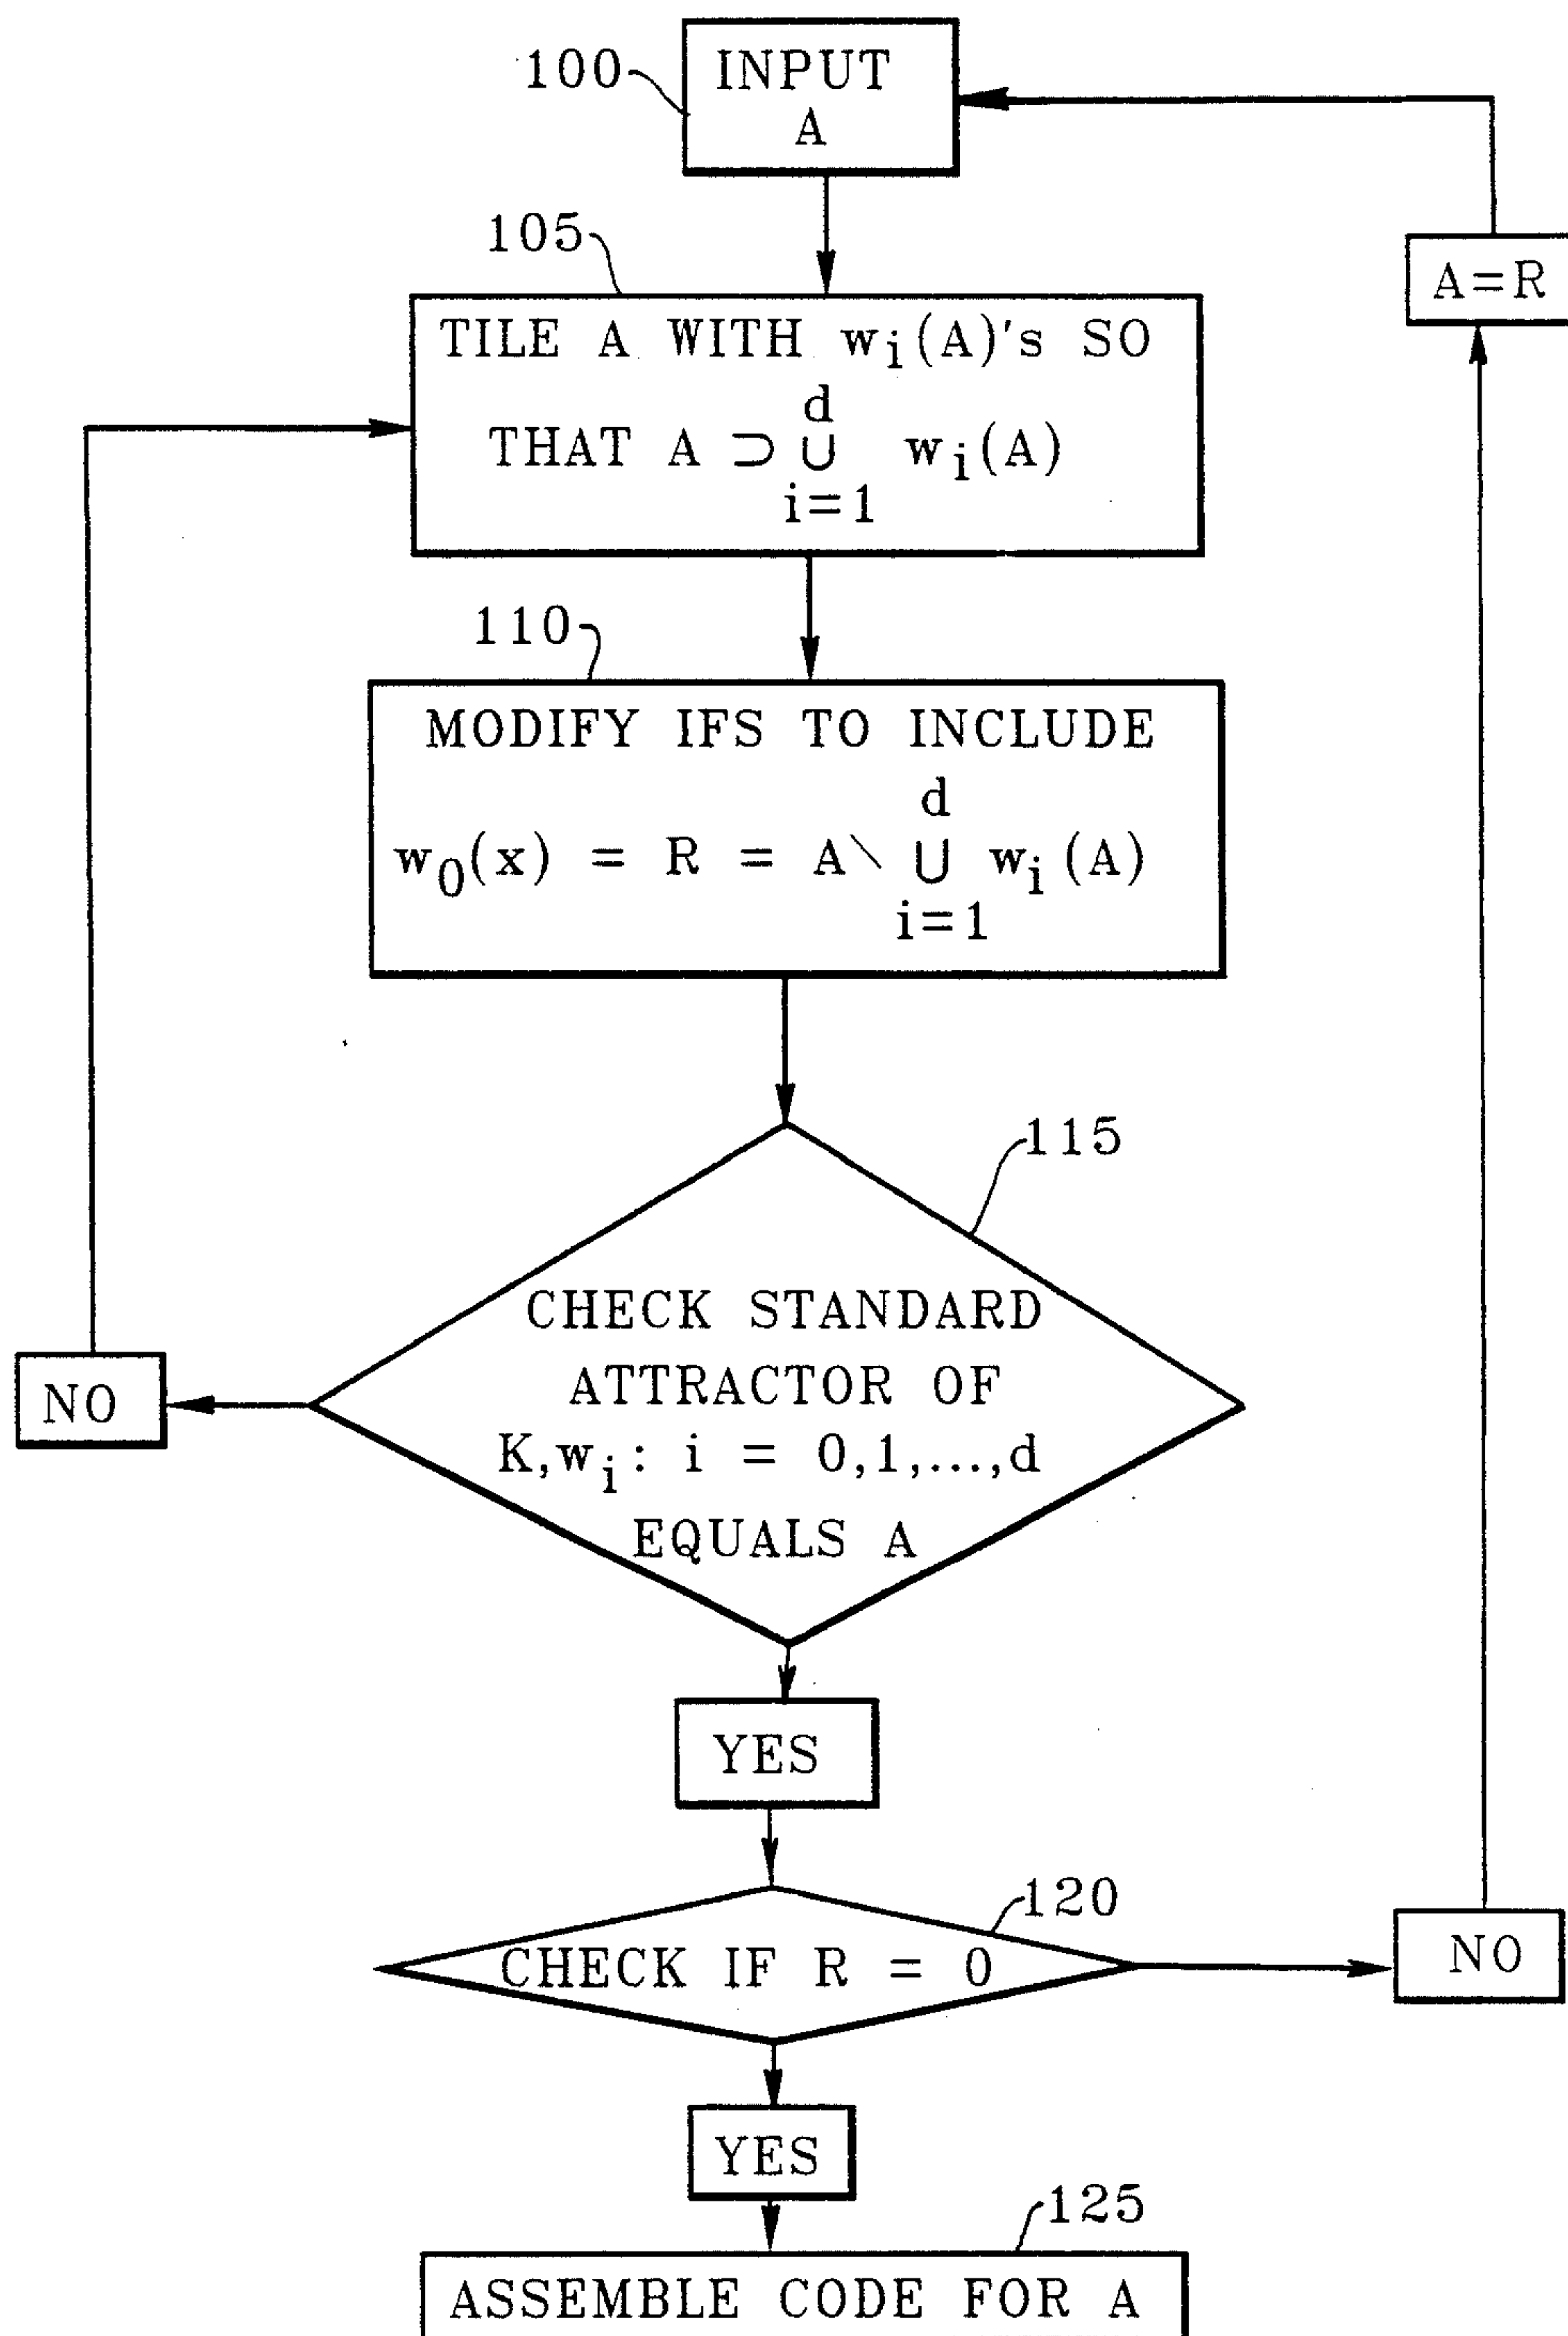 100
INPUT
A
105
A=R
TILE A WITH wi(A)'s SO
d
THAT A ⊃ ∪ wi(A)
i=1
110
MODIFY IFS TO INCLUDE
d
w0(x) = R = A\ ∪ wi(A)
i=1
115
CHECK STANDARD
ATTRACTOR OF
NO
K,wi: i = 0,1,...,d
EQUALS A
YES
120
CHECK IF R = 0
NO
YES
125
ASSEMBLE CODE FOR A